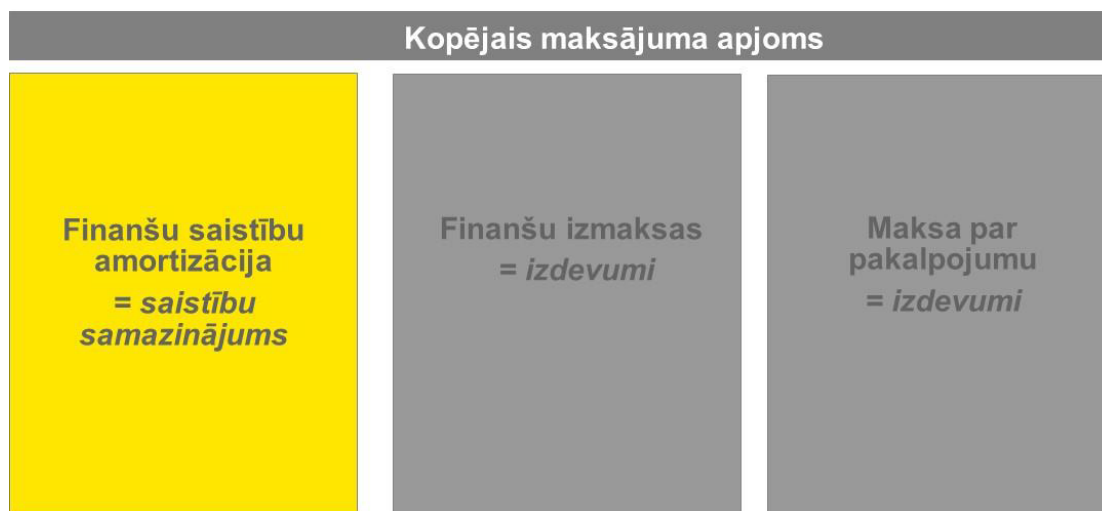 Kopējais maksājuma apjoms
Finanšu saistību
amortizācija
= saistību
samazinājums
Finanšu izmaksas
= izdevumi
Maksa par
pakalpojumu
= izdevumi